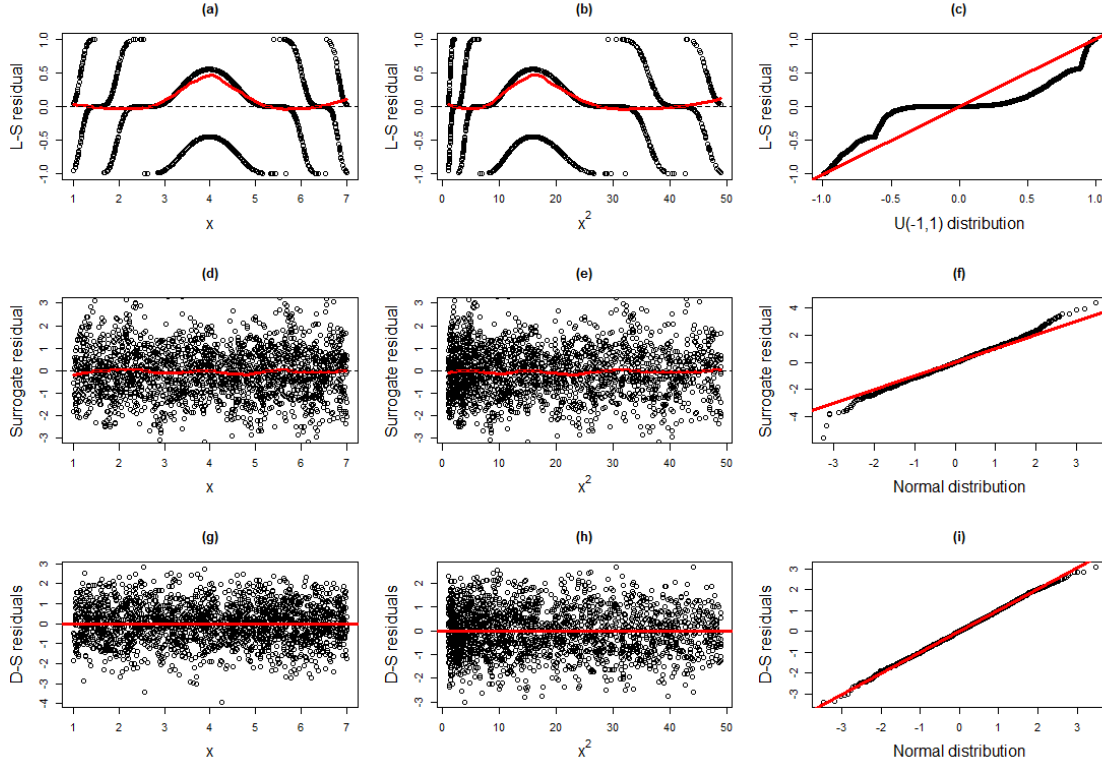 (a)
L-S residual
1.0
0.5
0.0
-0.5
-1.0
1 2 3 4 5 6 7
x
(b)
L-S residual
1.0
0.5
0.0
-0.5
-1.0
0 10 20 30 40 50
x²
(c)
L-S residual
1.0
0.5
0.0
-0.5
-1.0
-1.0 -0.5 0.0 0.5 1.0
U(-1,1) distribution
(d)
Surrogate residual
3
2
1
0
-1
-2
-3
1 2 3 4 5 6 7
x
(e)
Surrogate residual
3
2
1
0
-1
-2
-3
0 10 20 30 40 50
x²
(f)
Surrogate residual
4
2
0
-2
-4
-3 -2 -1 0 1 2 3
Normal distribution
(g)
D-S residuals
3
2
1
0
-1
-2
-3
-4
1 2 3 4 5 6 7
x
(h)
D-S residuals
2
1
0
-1
-2
-3
0 10 20 30 40 50
x²
(i)
D-S residuals
3
2
1
0
-1
-2
-3
-3 -2 -1 0 1 2 3
Normal distribution